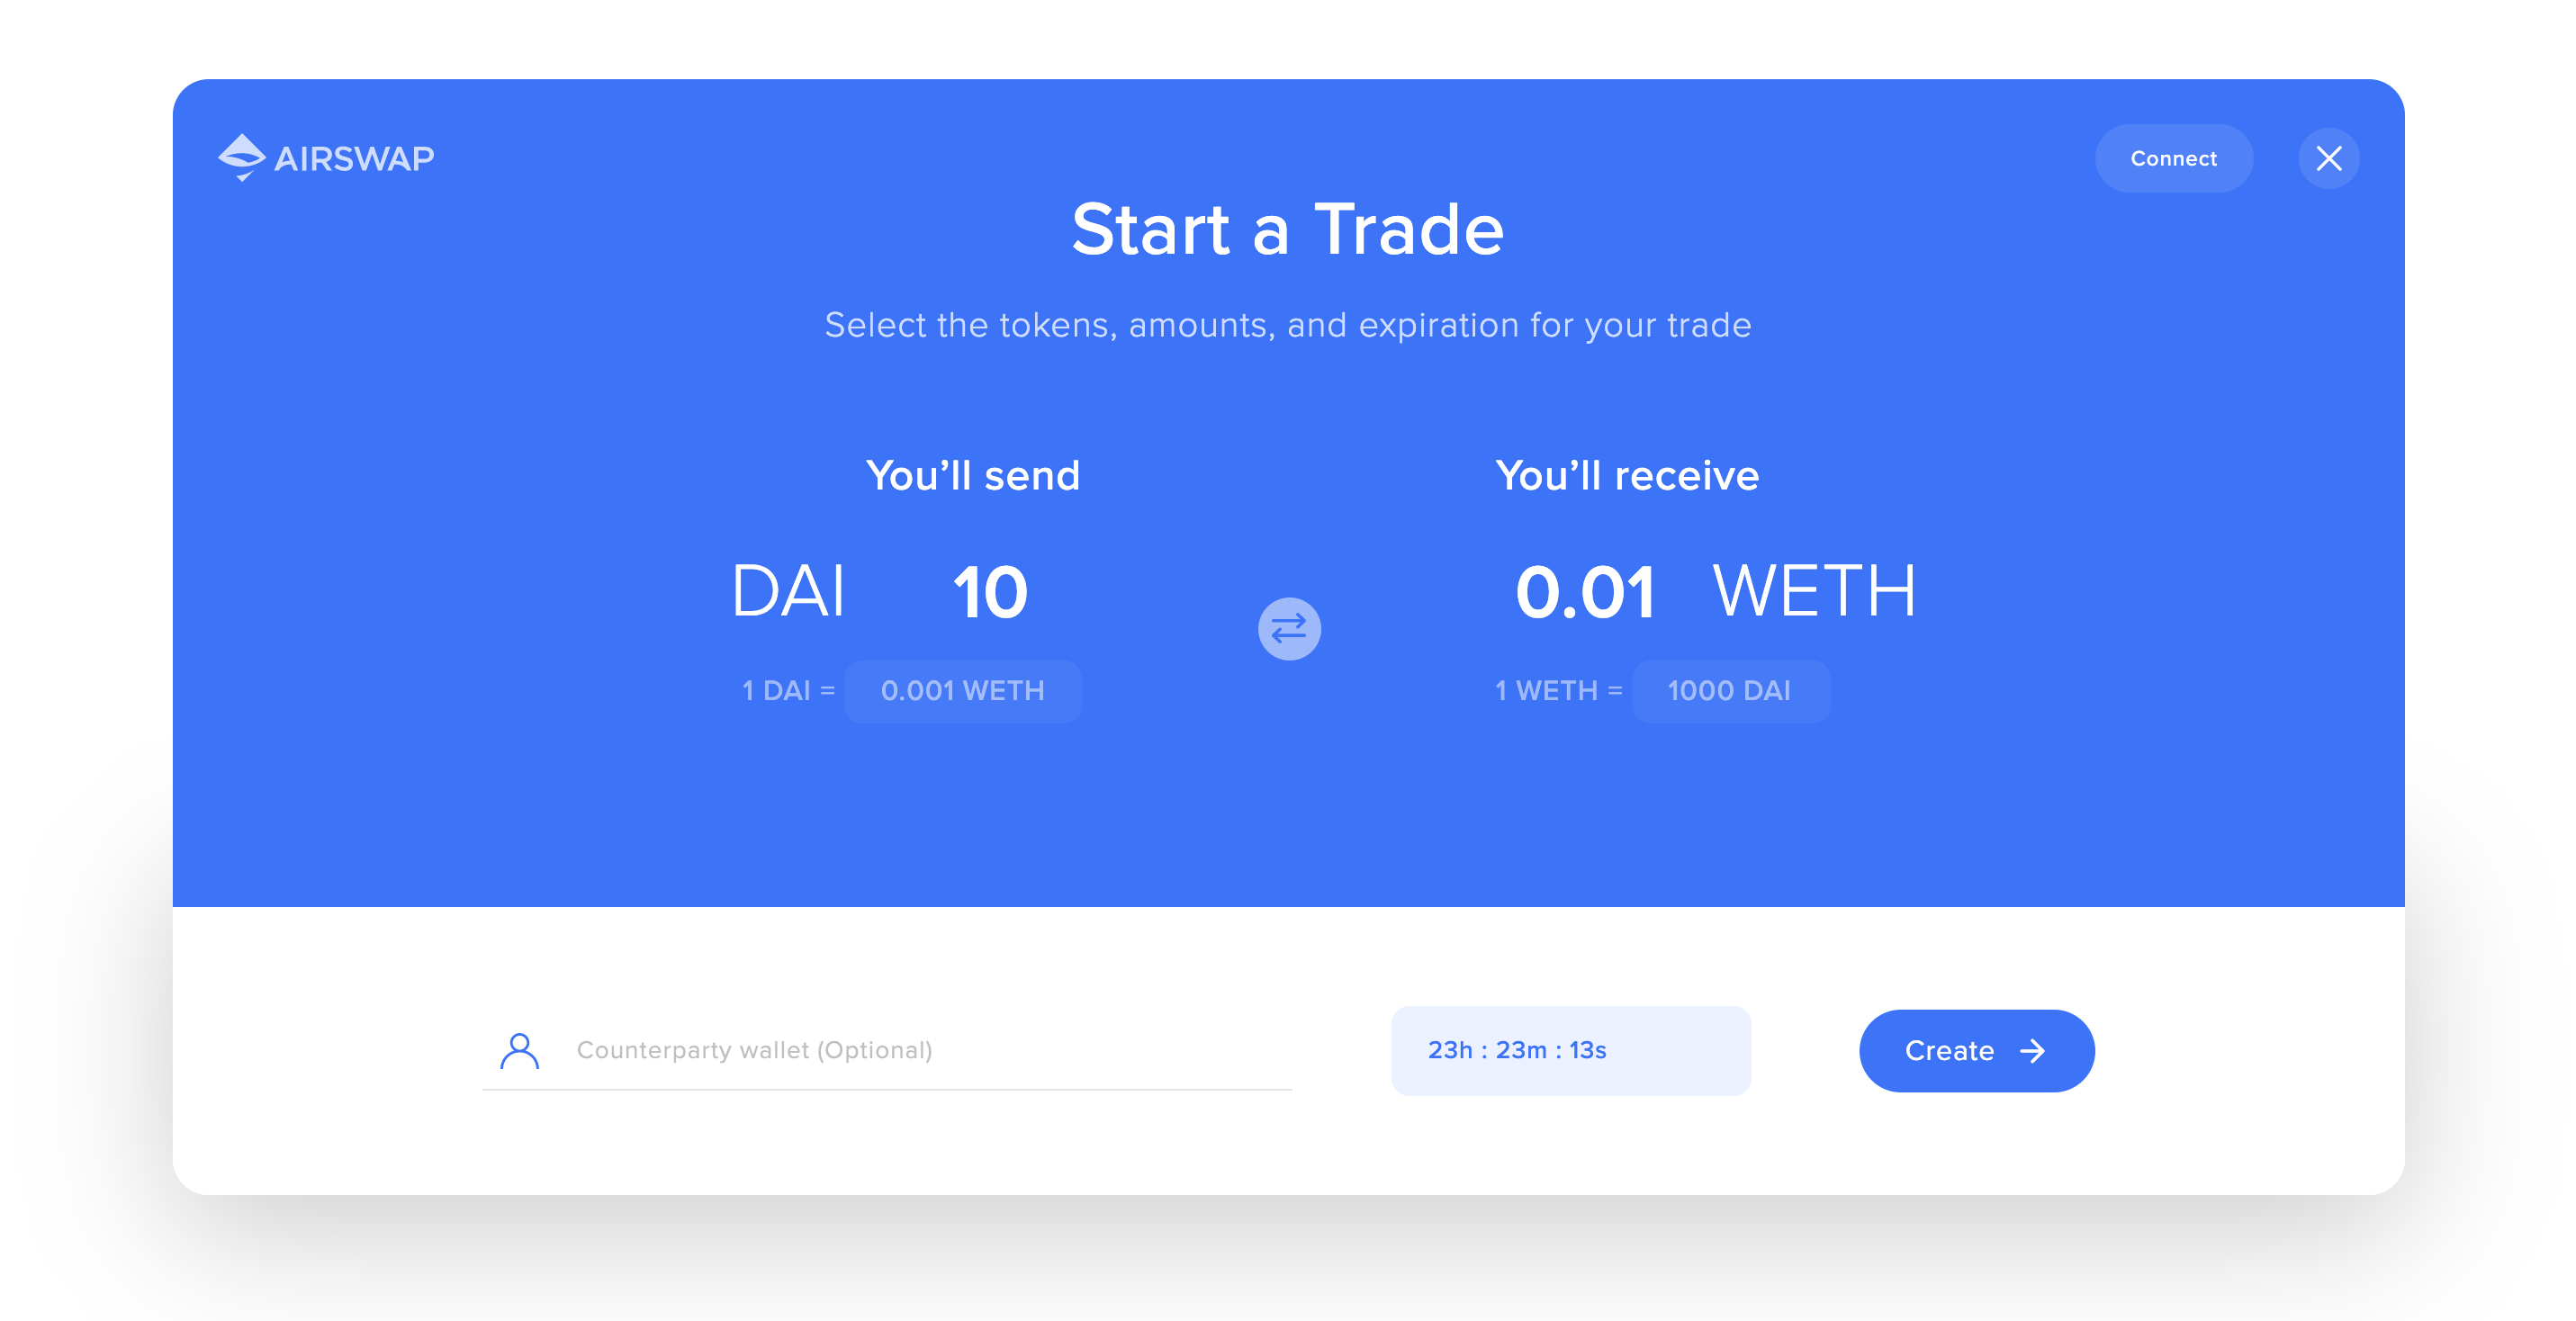 AIRSWAP
Connect
Start a Trade
Select the tokens, amounts, and expiration for your trade
You’ll send
You’ll receive
DAI 10
0.01 WETH
1 DAI = 0.001 WETH
1 WETH = 1000 DAI
Counterparty wallet (Optional)
23h : 23m : 13s
Create